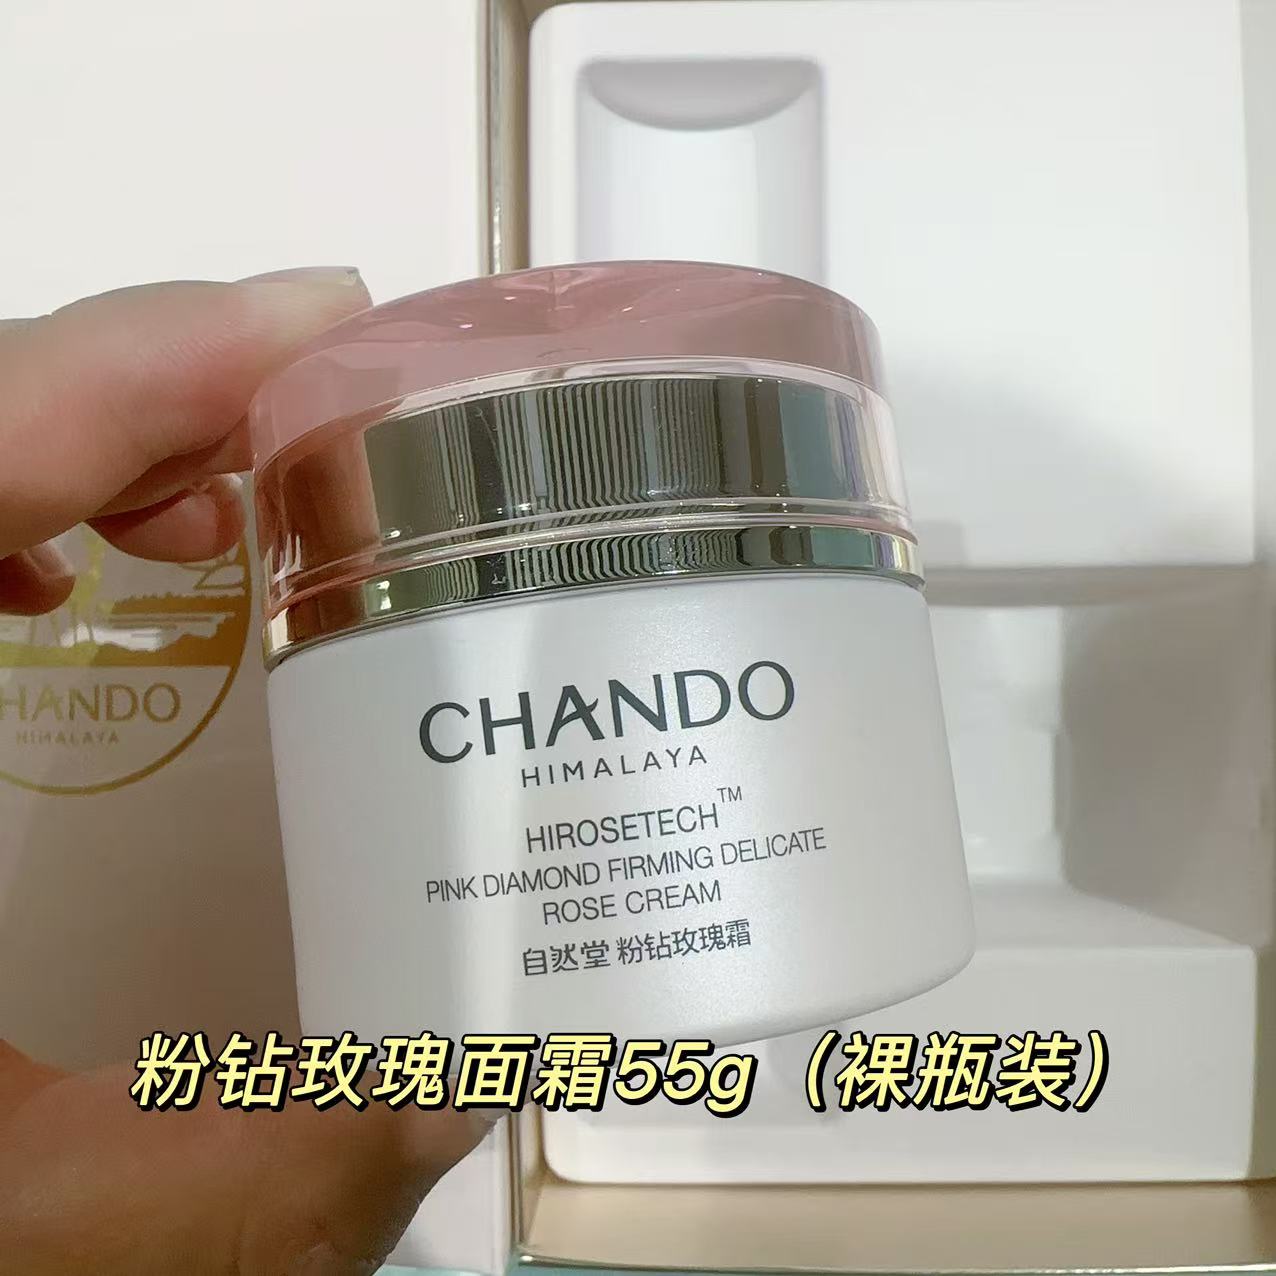 CHANDO
HIMALAYA
HIROSETECH™
PINK DIAMOND FIRMING DELICATE
ROSE CREAM
自然堂 粉钻玫瑰霜
HANDO
HIMALAYA
粉钻玫瑰面霜55g（裸瓶装）